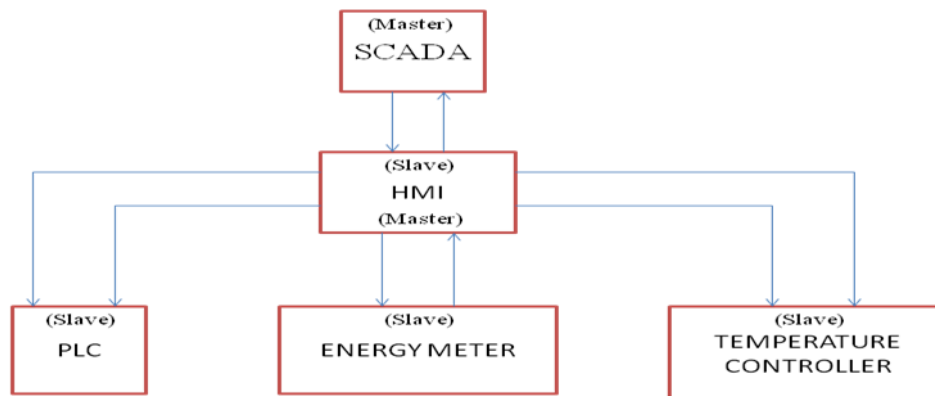 (Master)
SCADA
(Slave)
HMI
(Master)
(Slave)
PLC
(Slave)
ENERGY METER
(Slave)
TEMPERATURE
CONTROLLER